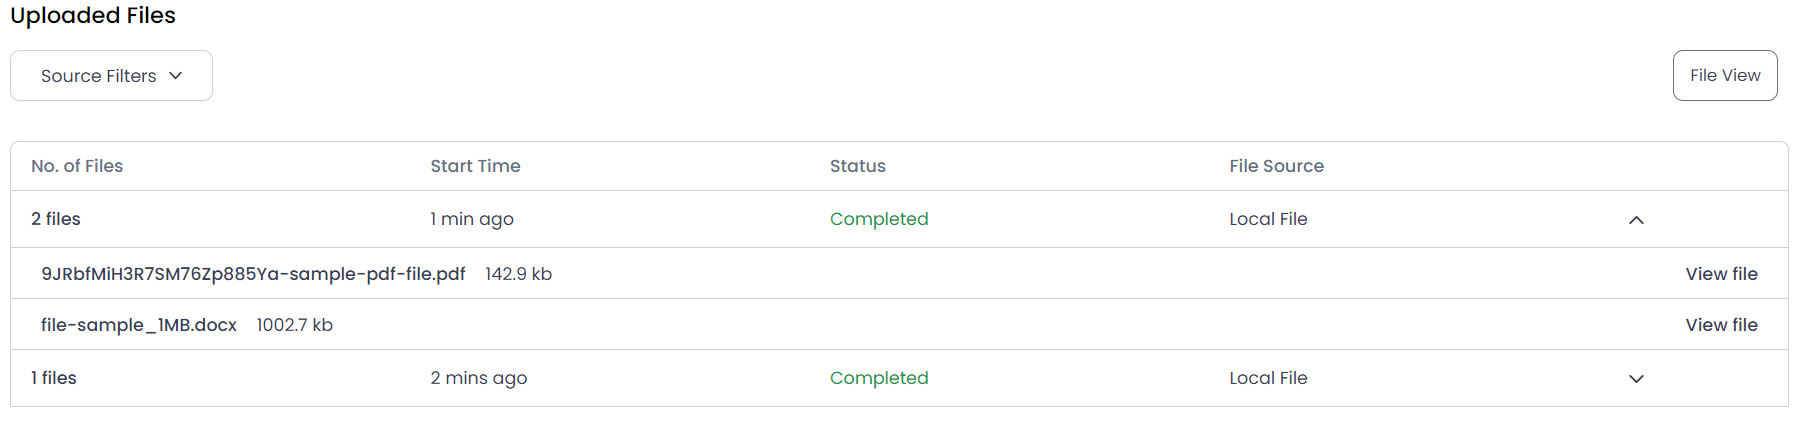 Uploaded Files
Source Filters
File View
No. of Files Start Time Status File Source
2 files 1 min ago Completed Local File
9JRbfMiH3R7SM76Zp885Ya-sample-pdf-file.pdf 142.9 kb View file
file-sample_1MB.docx 1002.7 kb View file
1 files 2 mins ago Completed Local File